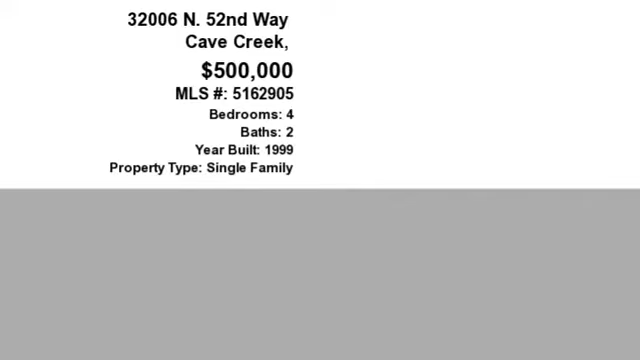 32006 N. 52nd Way
Cave Creek,
$500,000
MLS #: 5162905
Bedrooms: 4
Baths: 2
Year Built: 1999
Property Type: Single Family